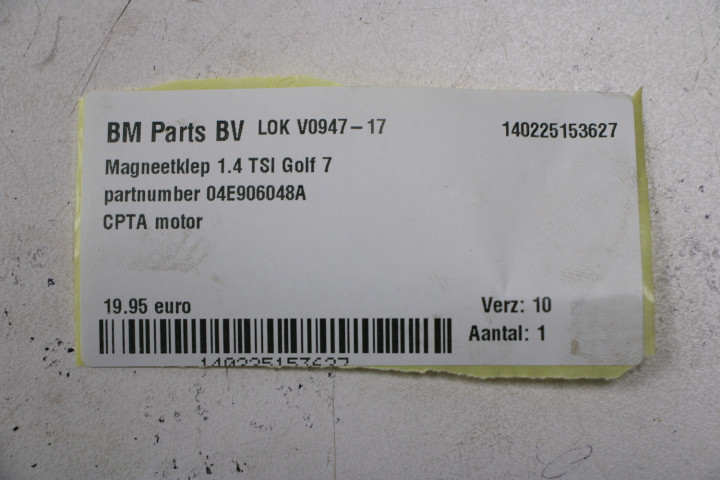 BM Parts BV LOK V0947-17 140225153627
Magneetklep 1.4 TSI Golf 7
partnumber 04E906048A
CPTA motor
19.95 euro Verz: 10
Aantal: 1
140225153627